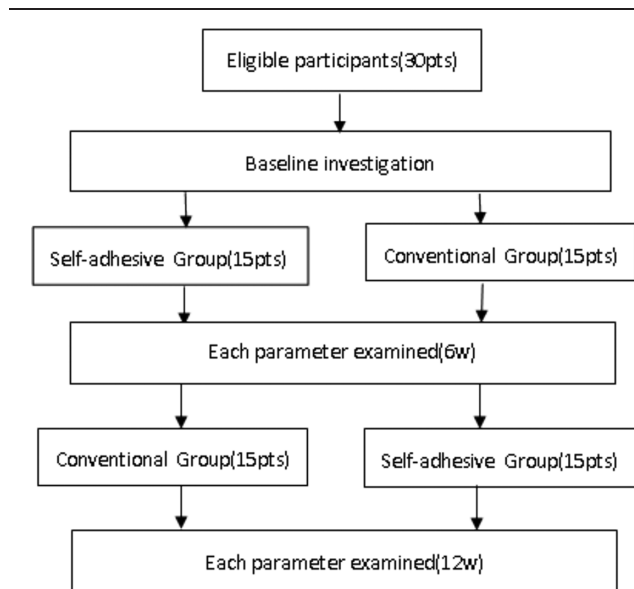 Eligible participants(30pts)
Baseline investigation
Self-adhesive Group(15pts)
Conventional Group(15pts)
Each parameter examined(6w)
Conventional Group(15pts)
Self-adhesive Group(15pts)
Each parameter examined(12w)